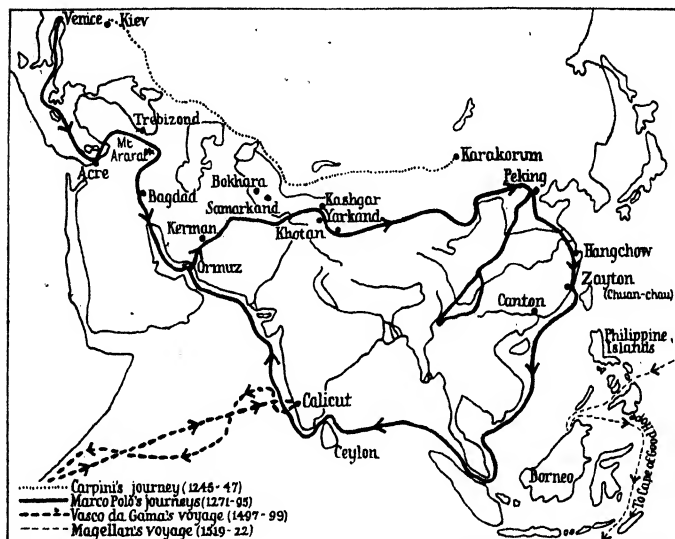 Venice
Kiev
Trebizond
Mt
Ararat
Acre
Karakorum
Bokhara
Kashgar
Peking
Bagdad
Samarkand
Yarkand
Khotan
Kerman
Hangchow
Ormuz
Zayton
(Chuan-chau)
Canton
Philippine
Islands
Calicut
Ceylon
Borneo
To Cape of Good Hope
Carpini's journey (1245-47)
Marco Polo's journeys (1271-95)
Vasco da Gama's voyage (1497-99)
Magellan's voyage (1519-22)